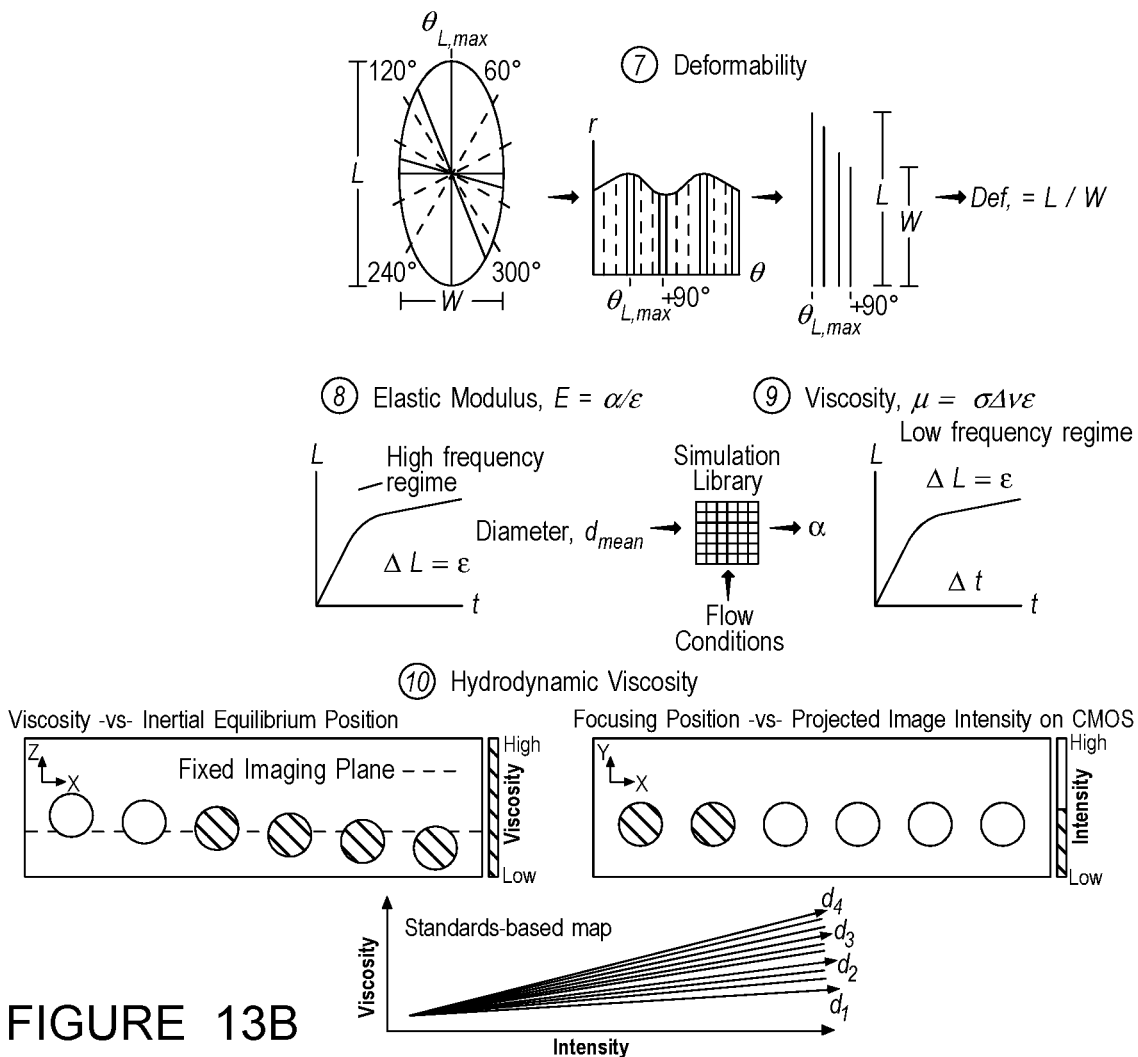 θL,max
120°
60°
L
240°
300°
W
7 Deformability
r
θ
θL,max
+90°
L
W
θL,max
+90°
Def, = L / W
8 Elastic Modulus, E = α/ε
L
High frequency
regime
Δ L = ε
t
Diameter, dmean
Simulation
Library
α
Flow
Conditions
9 Viscosity, μ = σΔνε
Low frequency regime
L
Δ L = ε
Δ t
t
10 Hydrodynamic Viscosity
Viscosity -vs- Inertial Equilibrium Position
Z
X
Fixed Imaging Plane
High
Viscosity
Low
Focusing Position -vs- Projected Image Intensity on CMOS
Y
X
High
Intensity
Low
Standards-based map
Viscosity
Intensity
d4
d3
d2
d1
FIGURE 13B